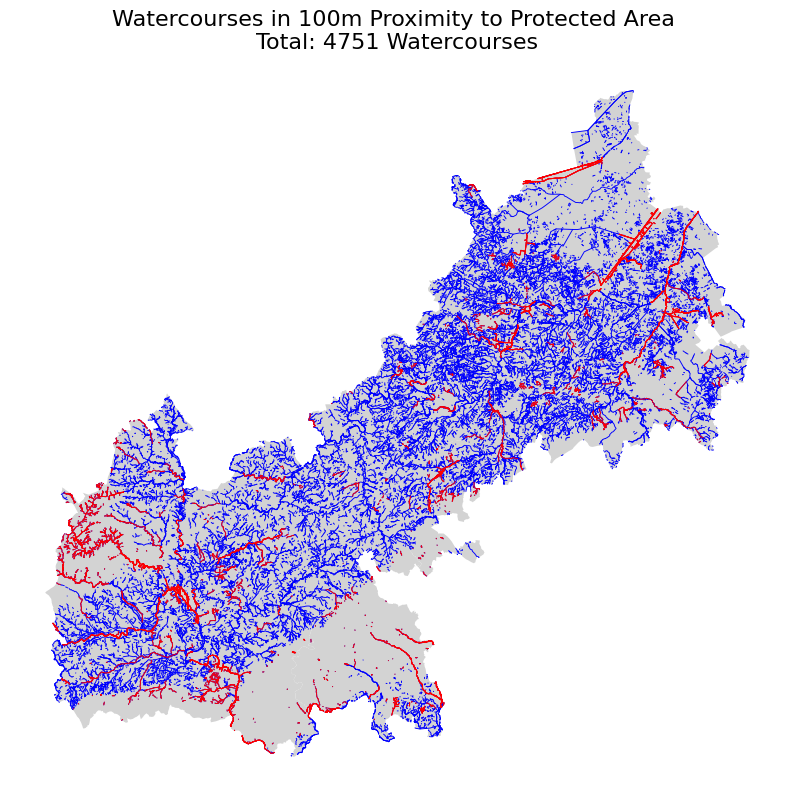 Watercourses in 100m Proximity to Protected Area
Total: 4751 Watercourses